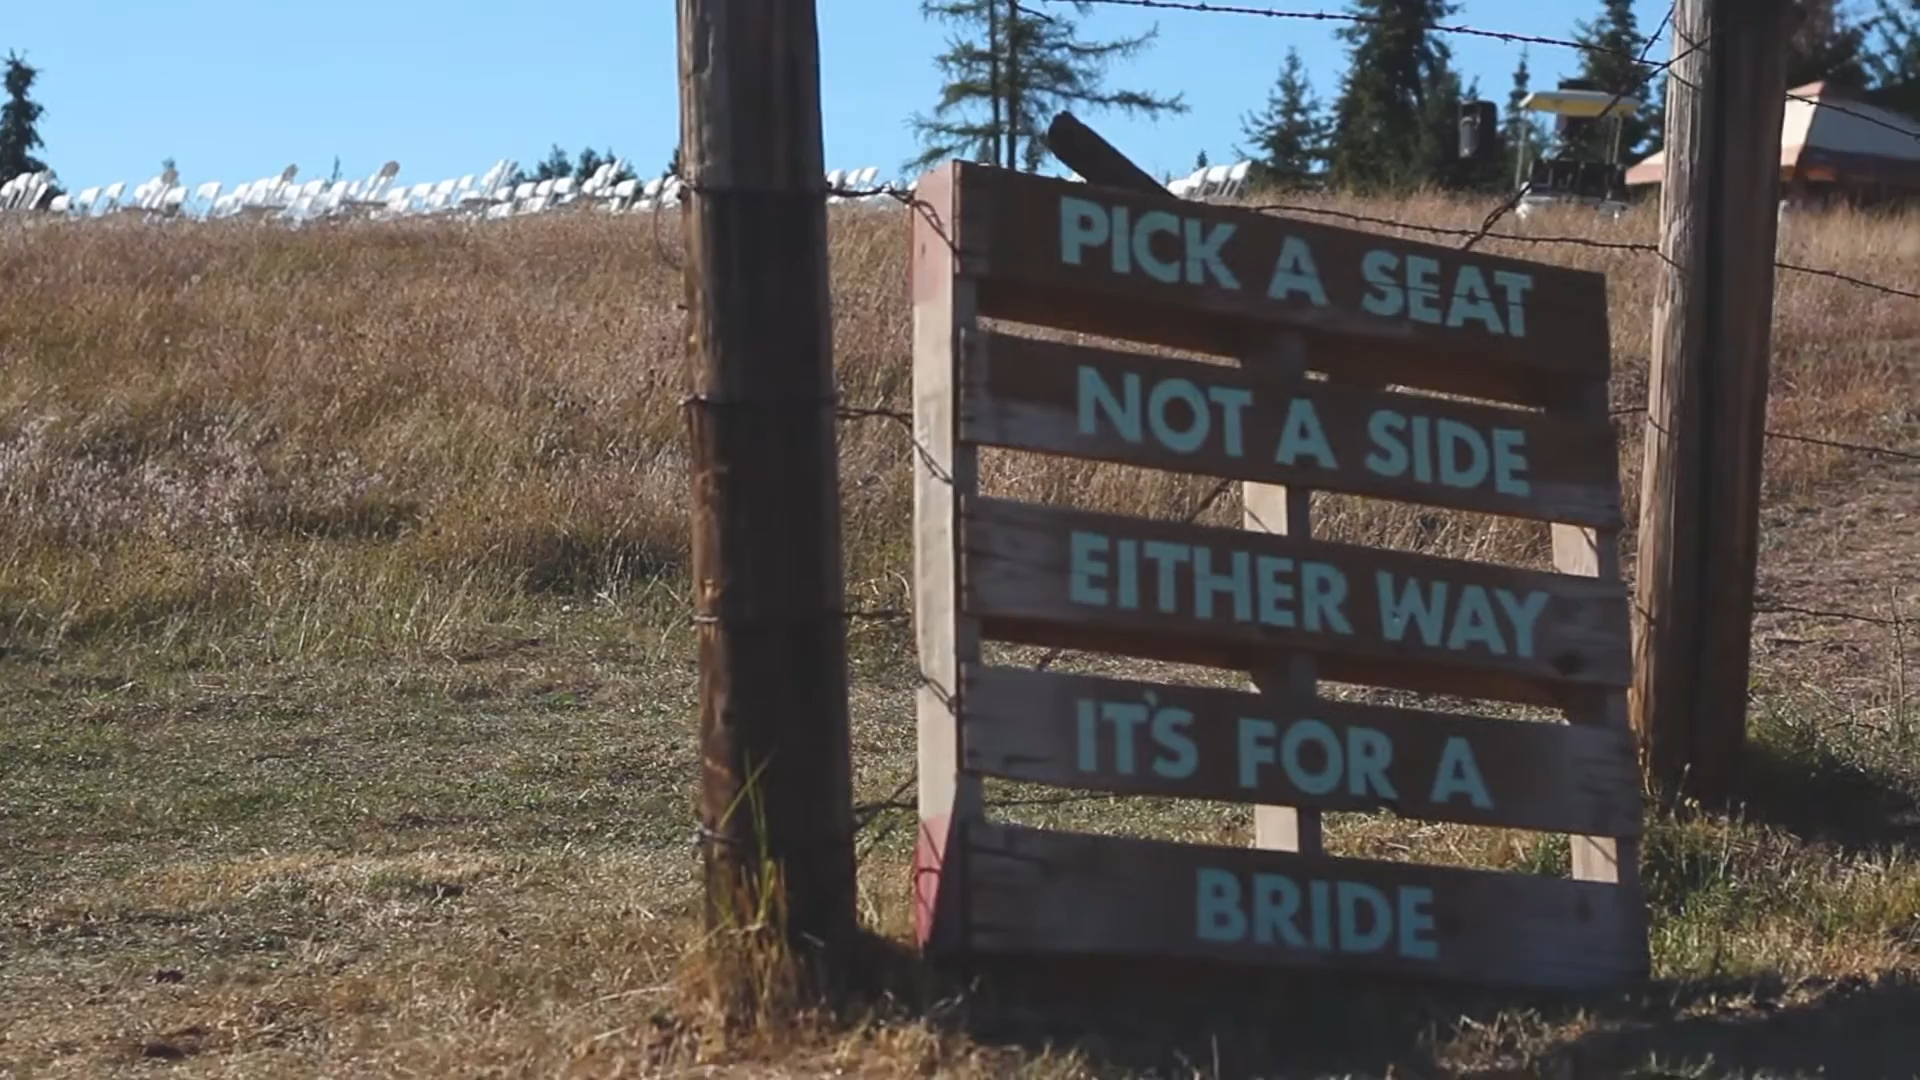 PICK A SEAT
NOT A SIDE
EITHER WAY
IT'S FOR A
BRIDE